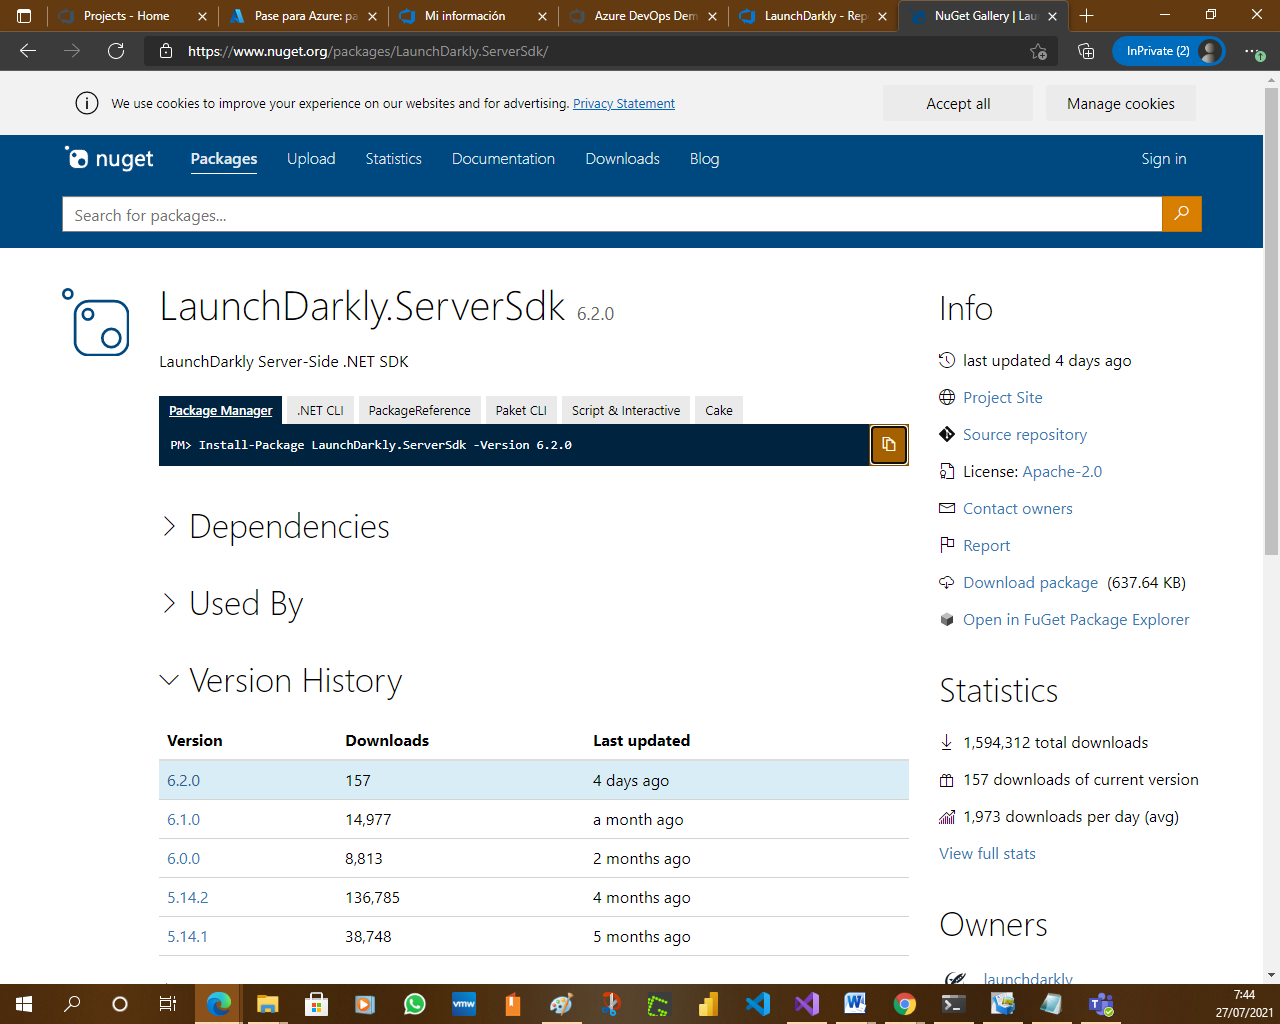 Projects - Home
Pase para Azure: pa
Mi información
Azure DevOps Dem
LaunchDarkly - Rep
NuGet Gallery | Lau
https://www.nuget.org/packages/LaunchDarkly.ServerSdk/
InPrivate (2)
We use cookies to improve your experience on our websites and for advertising. Privacy Statement
Accept all
Manage cookies
nuget
Packages
Upload
Statistics
Documentation
Downloads
Blog
Sign in
Search for packages...
LaunchDarkly.ServerSdk 6.2.0
LaunchDarkly Server-Side .NET SDK
Package Manager
.NET CLI
PackageReference
Paket CLI
Script & Interactive
Cake
PM> Install-Package LaunchDarkly.ServerSdk -Version 6.2.0
Dependencies
Used By
Version History
Version Downloads Last updated
6.2.0 157 4 days ago
6.1.0 14,977 a month ago
6.0.0 8,813 2 months ago
5.14.2 136,785 4 months ago
5.14.1 38,748 5 months ago
Info
last updated 4 days ago
Project Site
Source repository
License: Apache-2.0
Contact owners
Report
Download package (637.64 KB)
Open in FuGet Package Explorer
Statistics
1,594,312 total downloads
157 downloads of current version
1,973 downloads per day (avg)
View full stats
Owners
launchdarkly
vmw
7:44
27/07/2021